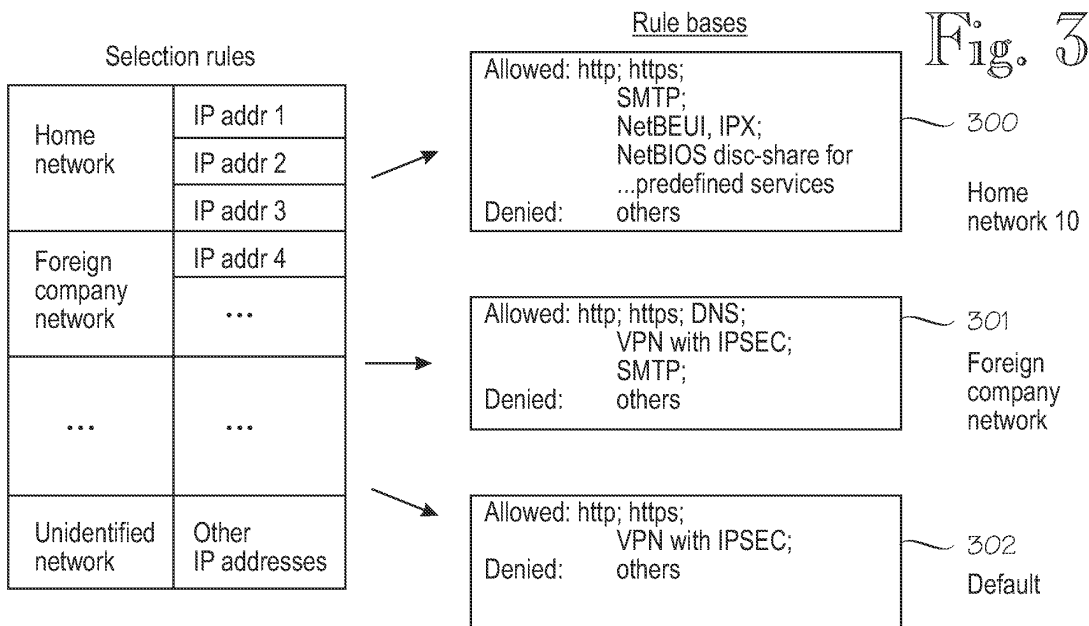 Fig. 3
Selection rules
Home
network
IP addr 1
IP addr 2
IP addr 3
Foreign
company
network
IP addr 4
...
...
...
Unidentified
network
Other
IP addresses
Rule bases
Allowed: http; https;
SMTP;
NetBEUI, IPX;
NetBIOS disc-share for
...predefined services
Denied: others
300
Home
network 10
Allowed: http; https; DNS;
VPN with IPSEC;
SMTP;
Denied: others
301
Foreign
company
network
Allowed: http; https;
VPN with IPSEC;
Denied: others
302
Default